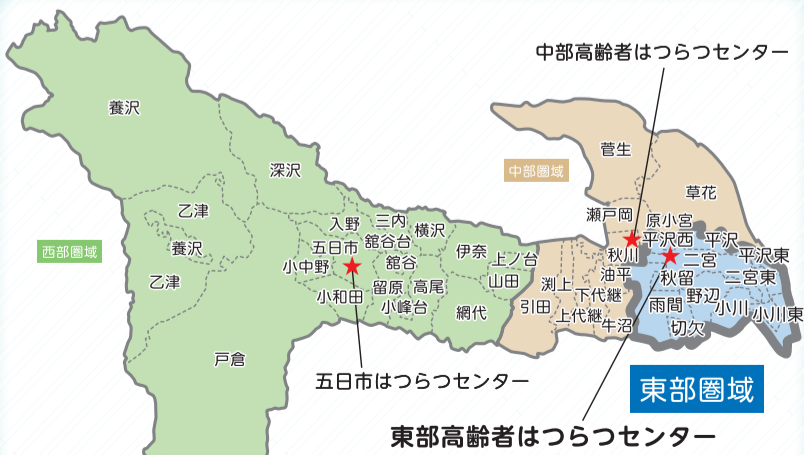 中部高齢者はつらつセンター
養沢
菅生
深沢
中部圏域
草花
乙津
瀬戸岡
原小宮
入野
三内
横沢
西部圏域
養沢
五日市
舘谷台
伊奈
上ノ台
秋川
平沢西
平沢
平沢東
小中野
舘谷
二宮
乙津
山田
油平
秋留
二宮東
小和田
留原
高尾
渕上
下代継
野辺
小峰台
網代
引田
上代継
牛沼
雨間
小川
小川東
切欠
戸倉
五日市はつらつセンター
東部圏域
東部高齢者はつらつセンター